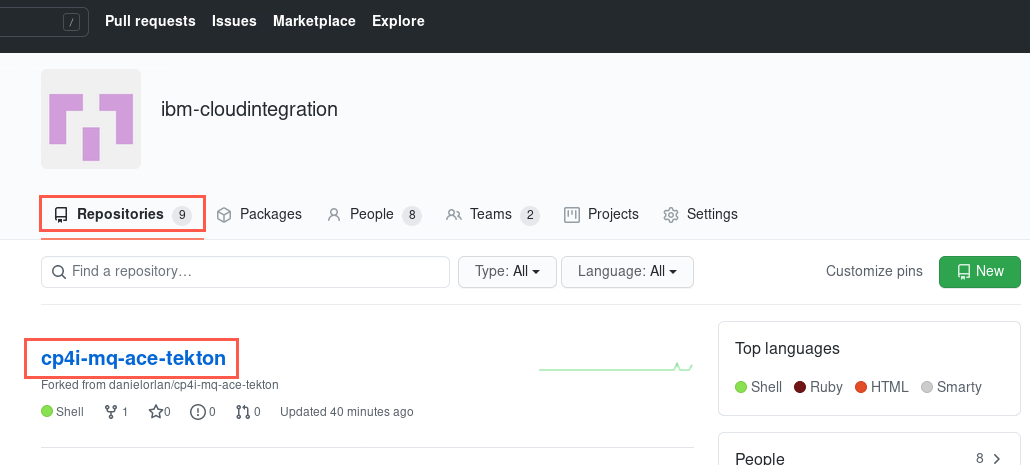 / Pull requests Issues Marketplace Explore
ibm-cloudintegration
Repositories 9 Packages People 8 Teams 2 Projects Settings
Find a repository… Type: All Language: All Customize pins New
cp4i-mq-ace-tekton
Forked from danielorlan/cp4i-mq-ace-tekton
Shell 1 0 0 0 Updated 40 minutes ago
Top languages
Shell Ruby HTML Smarty
People 8